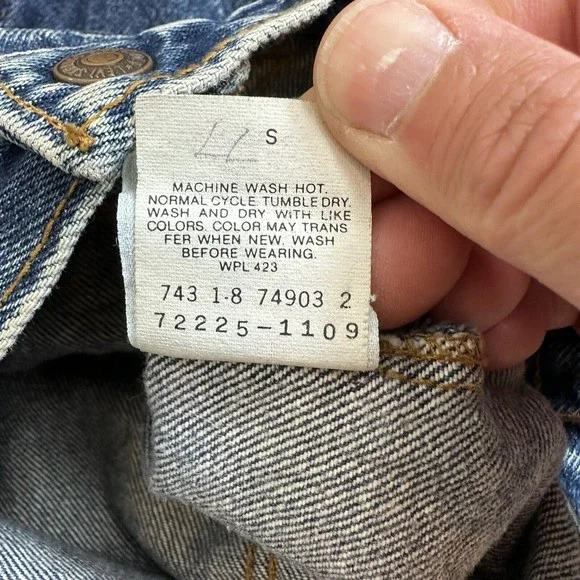 S
MACHINE WASH HOT.
NORMAL CYCLE TUMBLE DRY.
WASH AND DRY WITH LIKE
COLORS. COLOR MAY TRANS
FER WHEN NEW. WASH
BEFORE WEARING.
WPL 423
743 1-8 74903 2
72225-1109